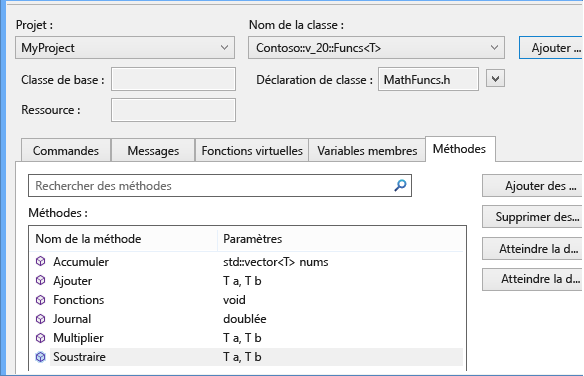 Projet :
Nom de la classe :
MyProject
Contoso::v_20::Funcs<T>
Ajouter ...
Classe de base :
Déclaration de classe :
MathFuncs.h
Ressource :
Commandes
Messages
Fonctions virtuelles
Variables membres
Méthodes
Rechercher des méthodes
Ajouter des ...
Méthodes :
Supprimer des...
Nom de la méthode
Paramètres
Atteindre la d...
Accumuler
std::vector<T> nums
Ajouter
T a, T b
Atteindre la d...
Fonctions
void
Journal
doublée
Multiplier
T a, T b
Soustraire
T a, T b